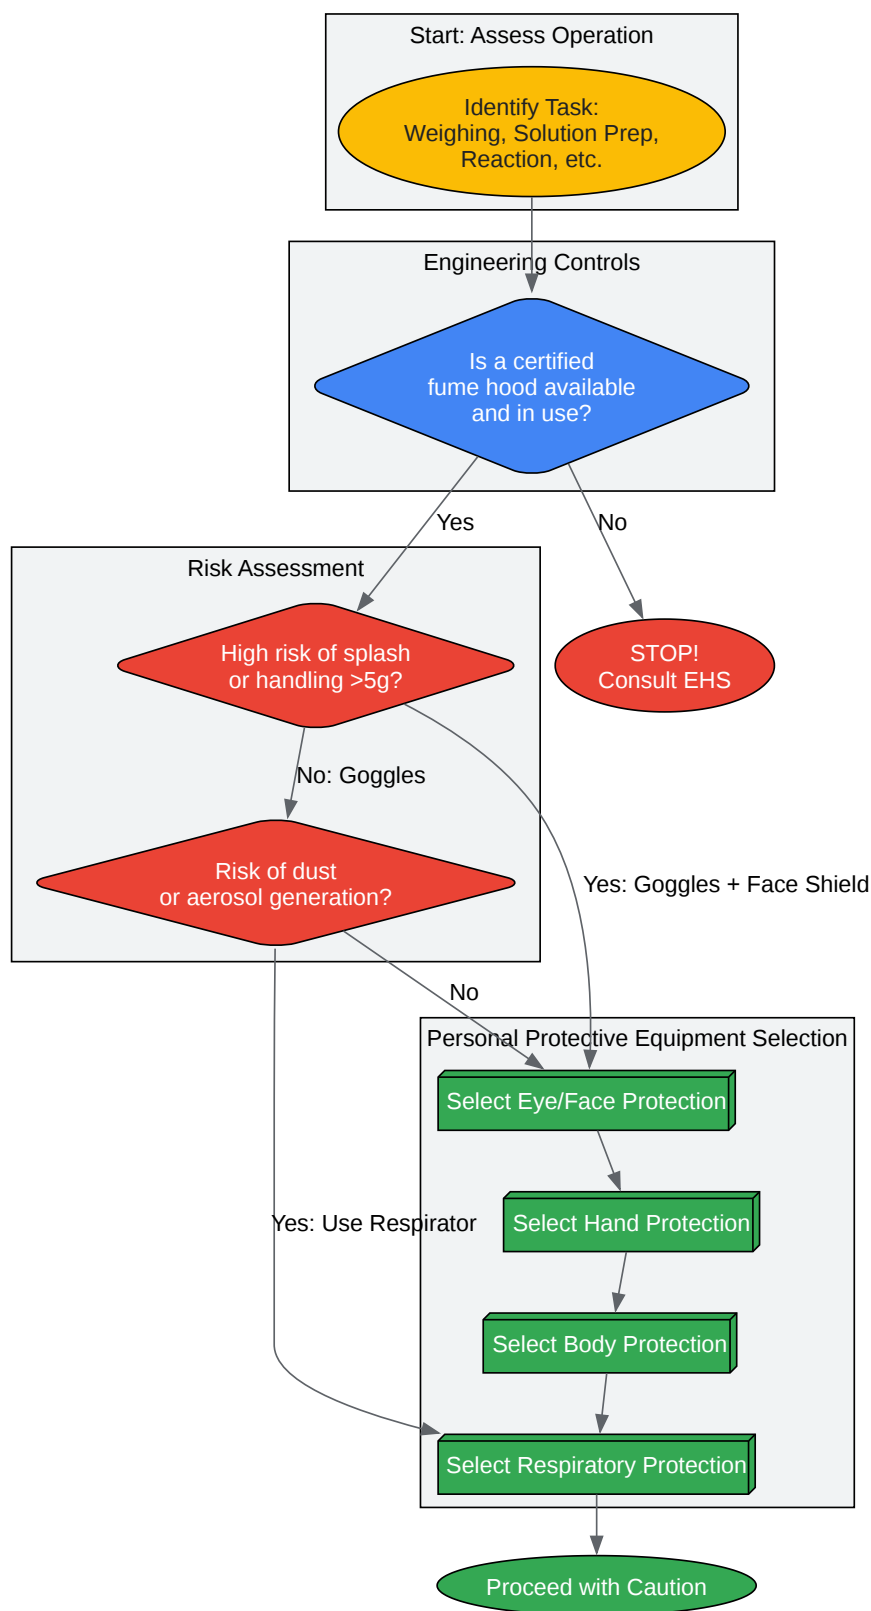 Start: Assess Operation
Identify Task:
Weighing, Solution Prep,
Reaction, etc.
Engineering Controls
Is a certified
fume hood available
and in use?
Yes
No
Risk Assessment
High risk of splash
or handling >5g?
STOP!
Consult EHS
No: Goggles
Risk of dust
or aerosol generation?
Yes: Goggles + Face Shield
No
Personal Protective Equipment Selection
Select Eye/Face Protection
Yes: Use Respirator
Select Hand Protection
Select Body Protection
Select Respiratory Protection
Proceed with Caution